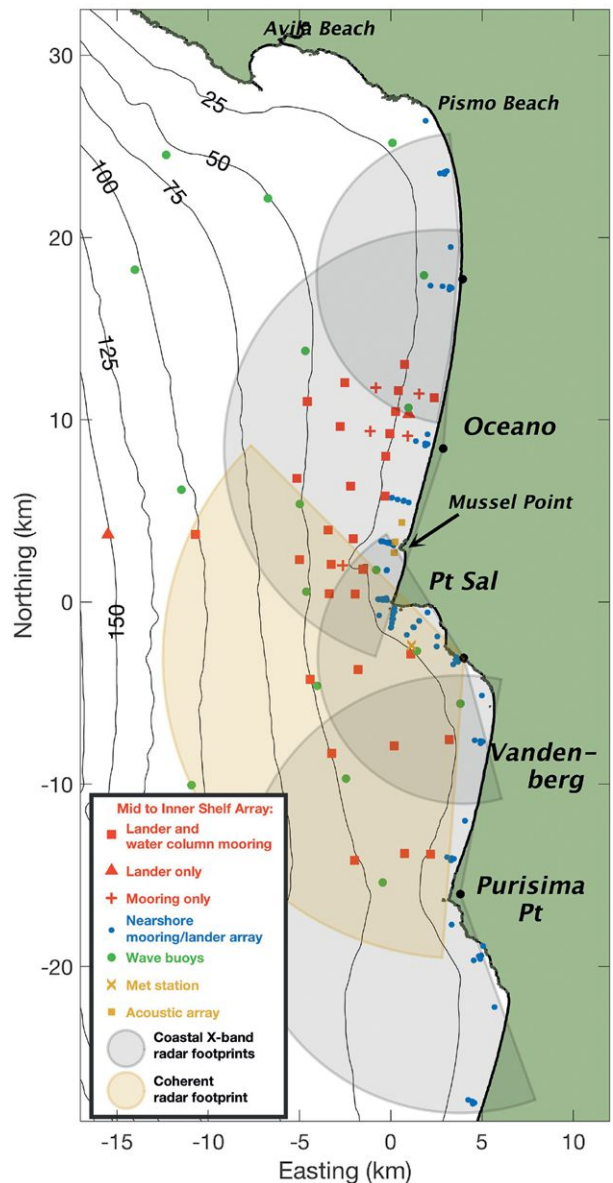 Avila Beach
30
25
Pismo Beach
50
100
75
20
125
10
Oceano
Mussel Point
Pt Sal
Northing (km)
0
150
Vanden-
berg
-10
Mid to Inner Shelf Array:
Lander and
water column mooring
Lander only
Mooring only
Nearshore
mooring/lander array
Wave buoys
Met station
Acoustic array
Coastal X-band
radar footprints
Coherent
radar footprint
Purisima
Pt
-20
-15
-10
-5
0
5
10
Easting (km)